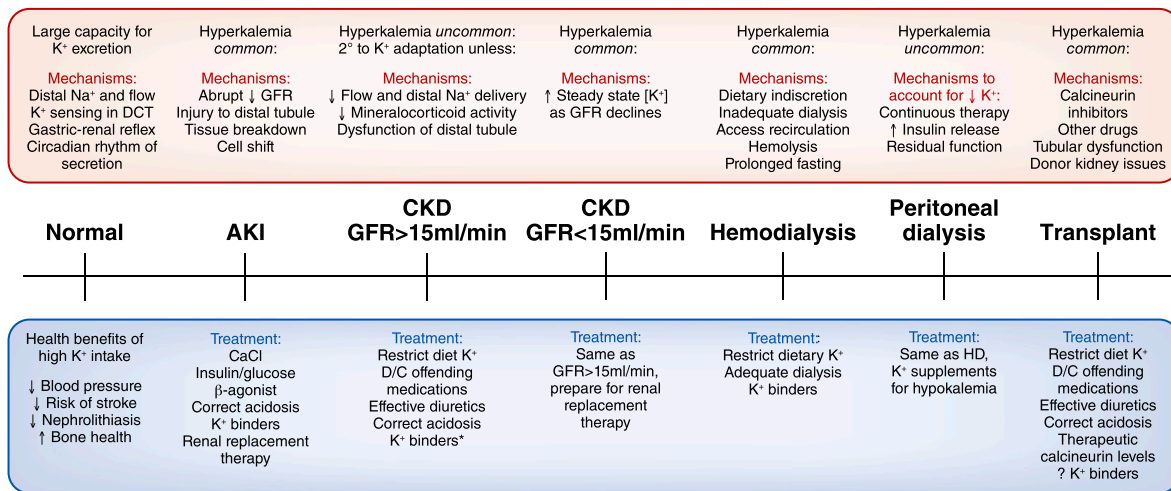 Large capacity for
K⁺ excretion
Mechanisms:
Distal Na⁺ and flow
K⁺ sensing in DCT
Gastric-renal reflex
Circadian rhythm of
secretion
Hyperkalemia
common:
Mechanisms:
Abrupt ↓ GFR
Injury to distal tubule
Tissue breakdown
Cell shift
Hyperkalemia uncommon:
2° to K⁺ adaptation unless:
Mechanisms:
↓ Flow and distal Na⁺ delivery
↓ Mineralocorticoid activity
Dysfunction of distal tubule
Hyperkalemia
common:
Mechanisms:
↑ Steady state [K⁺]
as GFR declines
Hyperkalemia
common:
Mechanisms:
Dietary indiscretion
Inadequate dialysis
Access recirculation
Hemolysis
Prolonged fasting
Hyperkalemia
uncommon:
Mechanisms to
account for ↓ K⁺:
Continuous therapy
↑ Insulin release
Residual function
Hyperkalemia
common:
Mechanisms:
Calcineurin
inhibitors
Other drugs
Tubular dysfunction
Donor kidney issues
Normal
AKI
CKD
GFR>15ml/min
CKD
GFR<15ml/min
Hemodialysis
Peritoneal
dialysis
Transplant
Health benefits of
high K⁺ intake
↓ Blood pressure
↓ Risk of stroke
↓ Nephrolithiasis
↑ Bone health
Treatment:
CaCl
Insulin/glucose
β-agonist
Correct acidosis
K⁺ binders
Renal replacement
therapy
Treatment:
Restrict diet K⁺
D/C offending
medications
Effective diuretics
Correct acidosis
K⁺ binders*
Treatment:
Same as
GFR>15ml/min,
prepare for renal
replacement
therapy
Treatment:
Restrict dietary K⁺
Adequate dialysis
K⁺ binders
Treatment:
Same as HD,
K⁺ supplements
for hypokalemia
Treatment:
Restrict diet K⁺
D/C offending
medications
Effective diuretics
Correct acidosis
Therapeutic
calcineurin levels
? K⁺ binders